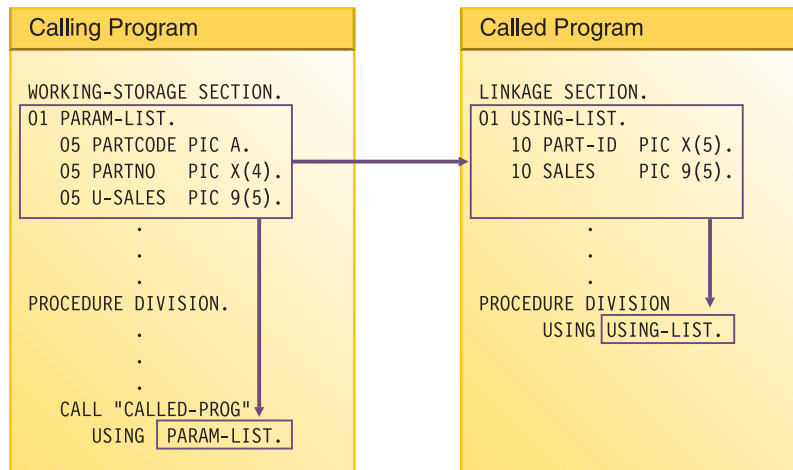 Calling Program
WORKING-STORAGE SECTION.
01 PARAM-LIST.
05 PARTCODE PIC A.
05 PARTNO PIC X(4).
05 U-SALES PIC 9(5).
.
.
.
PROCEDURE DIVISION.
.
.
.
CALL "CALLED-PROG"
USING PARAM-LIST.
Called Program
LINKAGE SECTION.
01 USING-LIST.
10 PART-ID PIC X(5).
10 SALES PIC 9(5).
.
.
.
PROCEDURE DIVISION
USING USING-LIST.